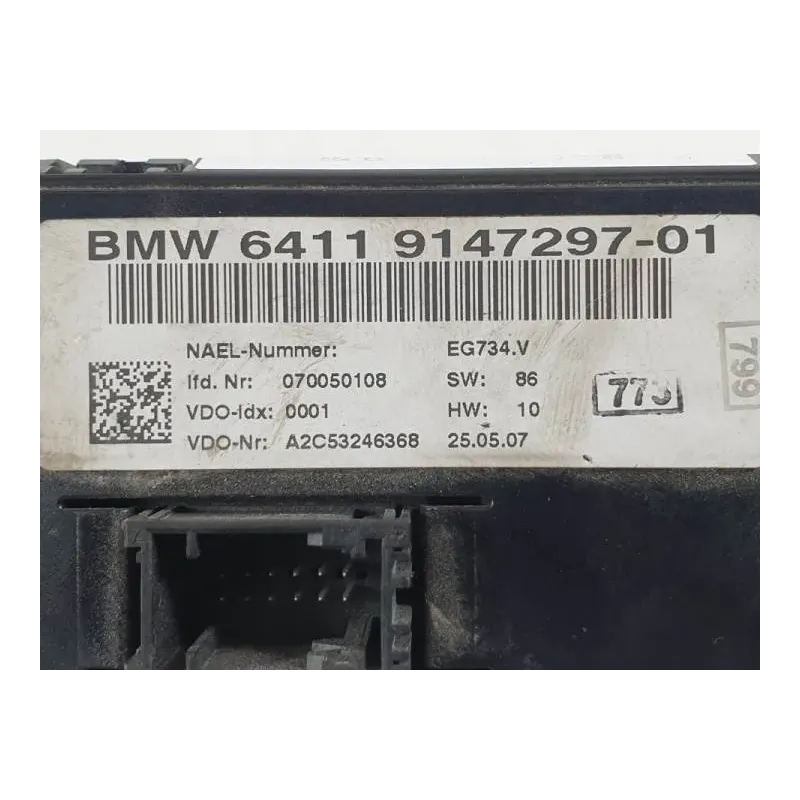 BMW 6411 9147297-01
NAEL-Nummer: EG734.V
lfd. Nr: 070050108 SW: 86
VDO-Idx: 0001 HW: 10
VDO-Nr: A2C53246368 25.05.07
773
799